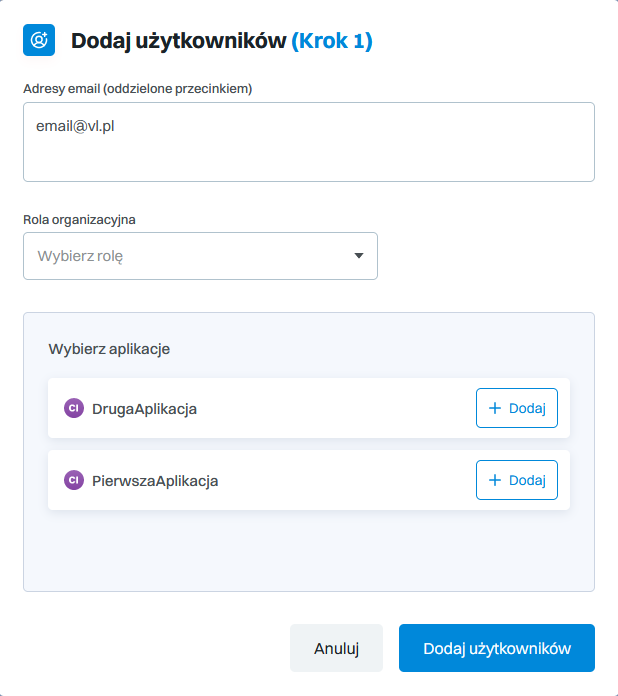 Dodaj użytkowników (Krok 1)
Adresy email (oddzielone przecinkiem)
email@vl.pl
Rola organizacyjna
Wybierz rolę
Wybierz aplikacje
CI DrugaAplikacja + Dodaj
CI PierwszaAplikacja + Dodaj
Anuluj Dodaj użytkowników